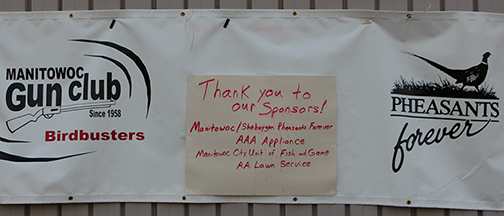 MANITOWOC
Gun club
Since 1958
Birdbusters
Thank you to
our Sponsors!
Manitowoc/Sheboygan Pheasants Forever
AAA Appliance
Manitowoc City Unit of Fish and Game
AA Lawn Service
PHEASANTS
forever